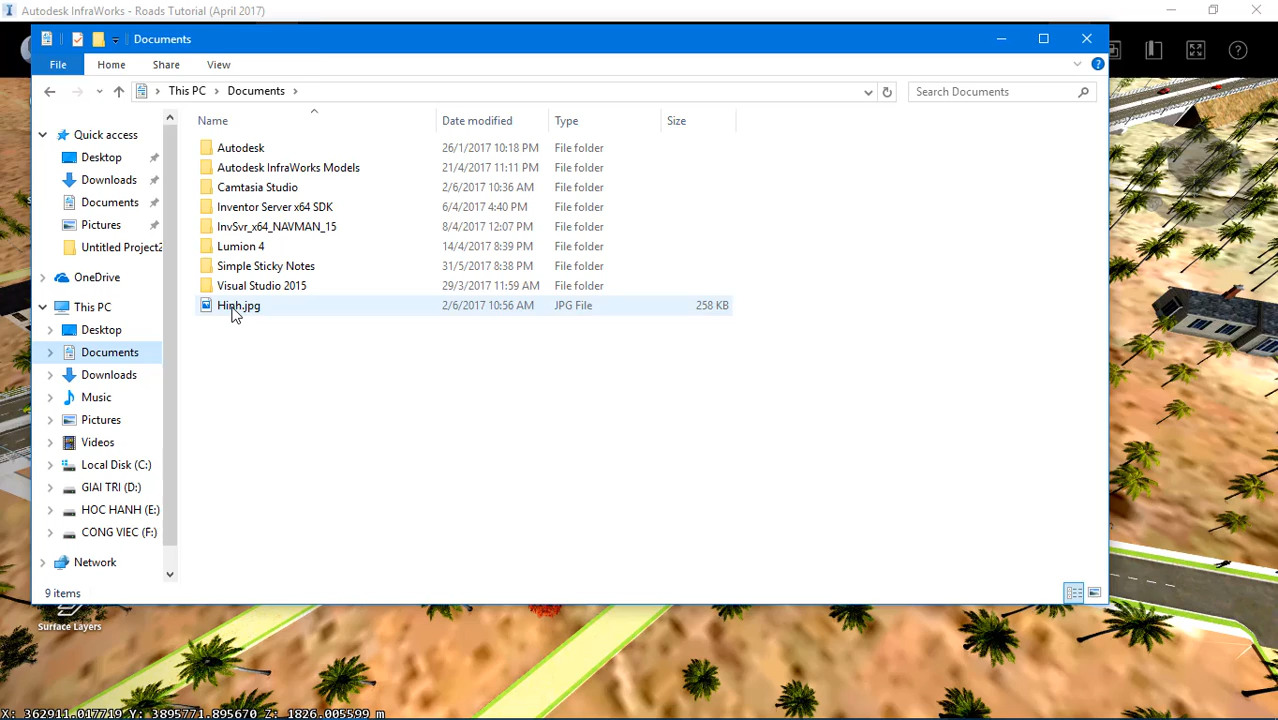 Autodesk InfraWorks - Roads Tutorial (April 2017)
Documents
File Home Share View
This PC Documents
Search Documents
Name Date modified Type Size
Quick access
Desktop
Downloads
Documents
Pictures
Untitled Project2
OneDrive
This PC
Desktop
Documents
Downloads
Music
Pictures
Videos
Local Disk (C:)
GIAI TRI (D:)
HOC HANH (E:)
CONG VIEC (F:)
Network
Autodesk 26/1/2017 10:18 PM File folder
Autodesk InfraWorks Models 21/4/2017 11:11 PM File folder
Camtasia Studio 2/6/2017 10:36 AM File folder
Inventor Server x64 SDK 6/4/2017 4:40 PM File folder
InvSvr_x64_NAVMAN_15 8/4/2017 12:07 PM File folder
Lumion 4 14/4/2017 8:39 PM File folder
Simple Sticky Notes 31/5/2017 8:38 PM File folder
Visual Studio 2015 29/3/2017 11:59 AM File folder
Hinh.jpg 2/6/2017 10:56 AM JPG File 258 KB
9 items
Surface Layers
X: 362911.017719 Y: 3895771.895670 Z: 1826.005599 m